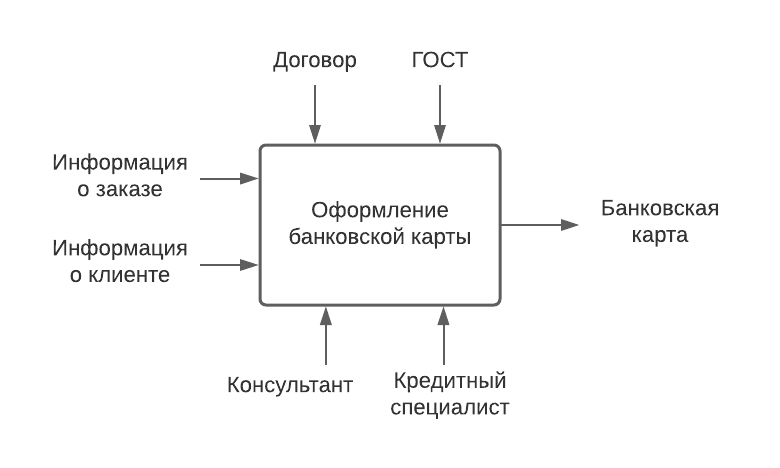 Договор
ГОСТ
Информация
о заказе
Информация
о клиенте
Оформление
банковской карты
Банковская
карта
Консультант
Кредитный
специалист